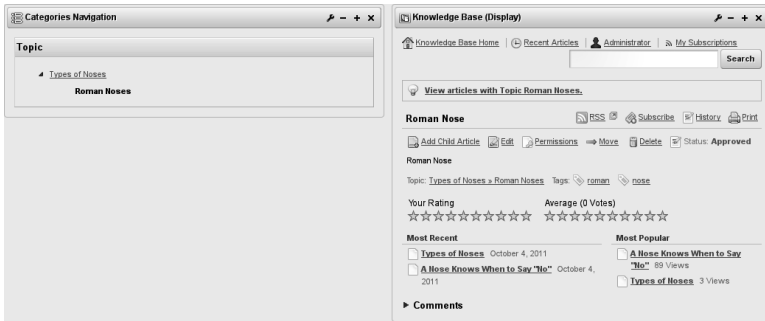 Categories Navigation
Topic
Types of Noses
Roman Noses
Knowledge Base (Display)
Knowledge Base Home | Recent Articles | Administrator | My Subscriptions
Search
View articles with Topic Roman Noses.
Roman Nose RSS Subscribe History Print
Add Child Article Edit Permissions Move Delete Status: Approved
Roman Nose
Topic: Types of Noses » Roman Noses Tags: roman nose
Your Rating Average (0 Votes)
Most Recent Most Popular
Types of Noses October 4, 2011
A Nose Knows When to Say "No" October 4,
2011
A Nose Knows When to Say
"No" 89 Views
Types of Noses 3 Views
Comments